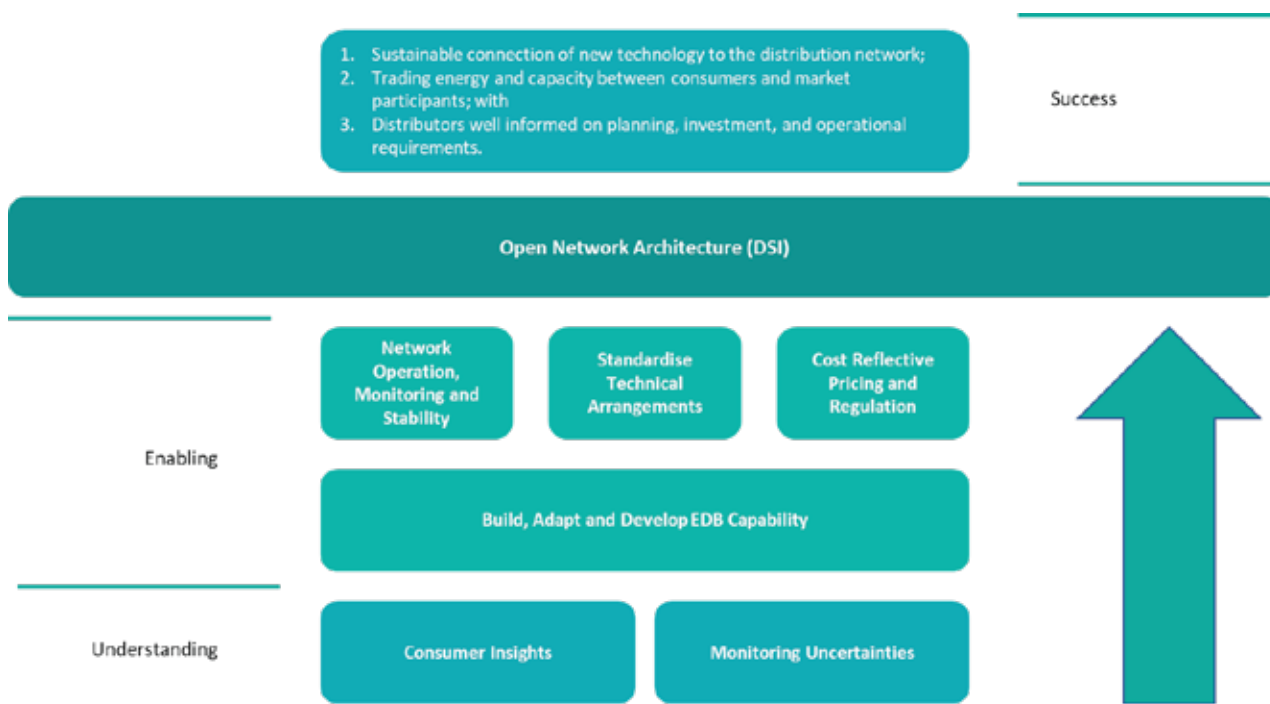 1. Sustainable connection of new technology to the distribution network;
2. Trading energy and capacity between consumers and market
participants; with
3. Distributors well informed on planning, investment, and operational
requirements.
Success
Open Network Architecture (DSI)
Network
Operation,
Monitoring and
Stability
Standardise
Technical
Arrangements
Cost Reflective
Pricing and
Regulation
Enabling
Build, Adapt and Develop EDB Capability
Understanding
Consumer Insights
Monitoring Uncertainties